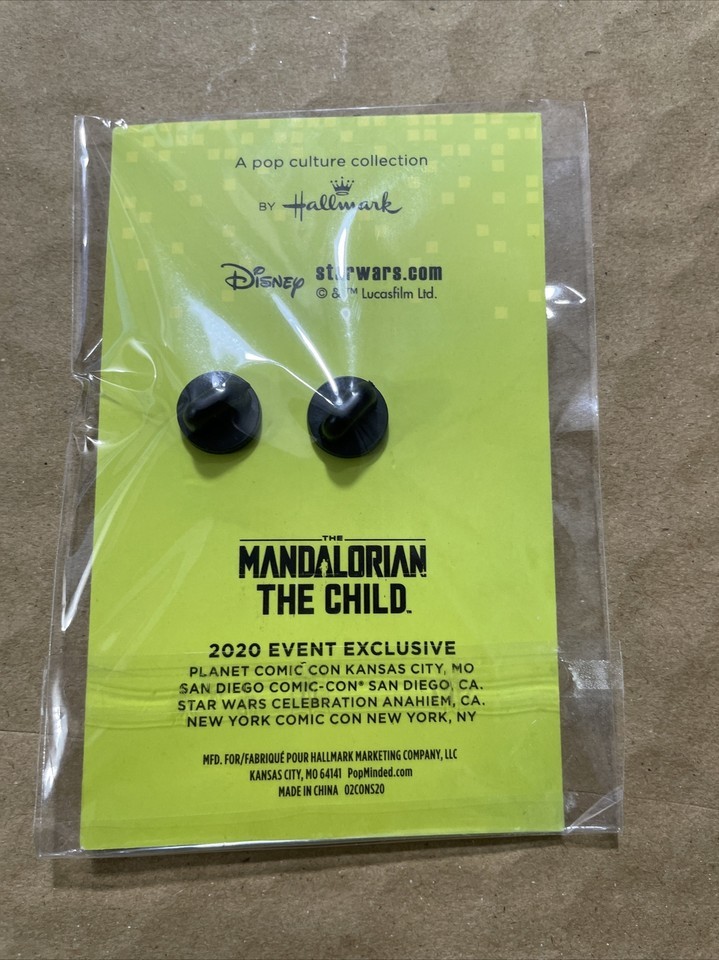 A pop culture collection
BY Hallmark
Disney starwars.com
© & ™ Lucasfilm Ltd.
THE
MANDALORIAN
THE CHILD™
2020 EVENT EXCLUSIVE
PLANET COMIC CON KANSAS CITY, MO
SAN DIEGO COMIC-CON® SAN DIEGO, CA.
STAR WARS CELEBRATION ANAHIEM, CA.
NEW YORK COMIC CON NEW YORK, NY
MFD. FOR/FABRIQUÉ POUR HALLMARK MARKETING COMPANY, LLC
KANSAS CITY, MO 64141 PopMinded.com
MADE IN CHINA 02CONS20